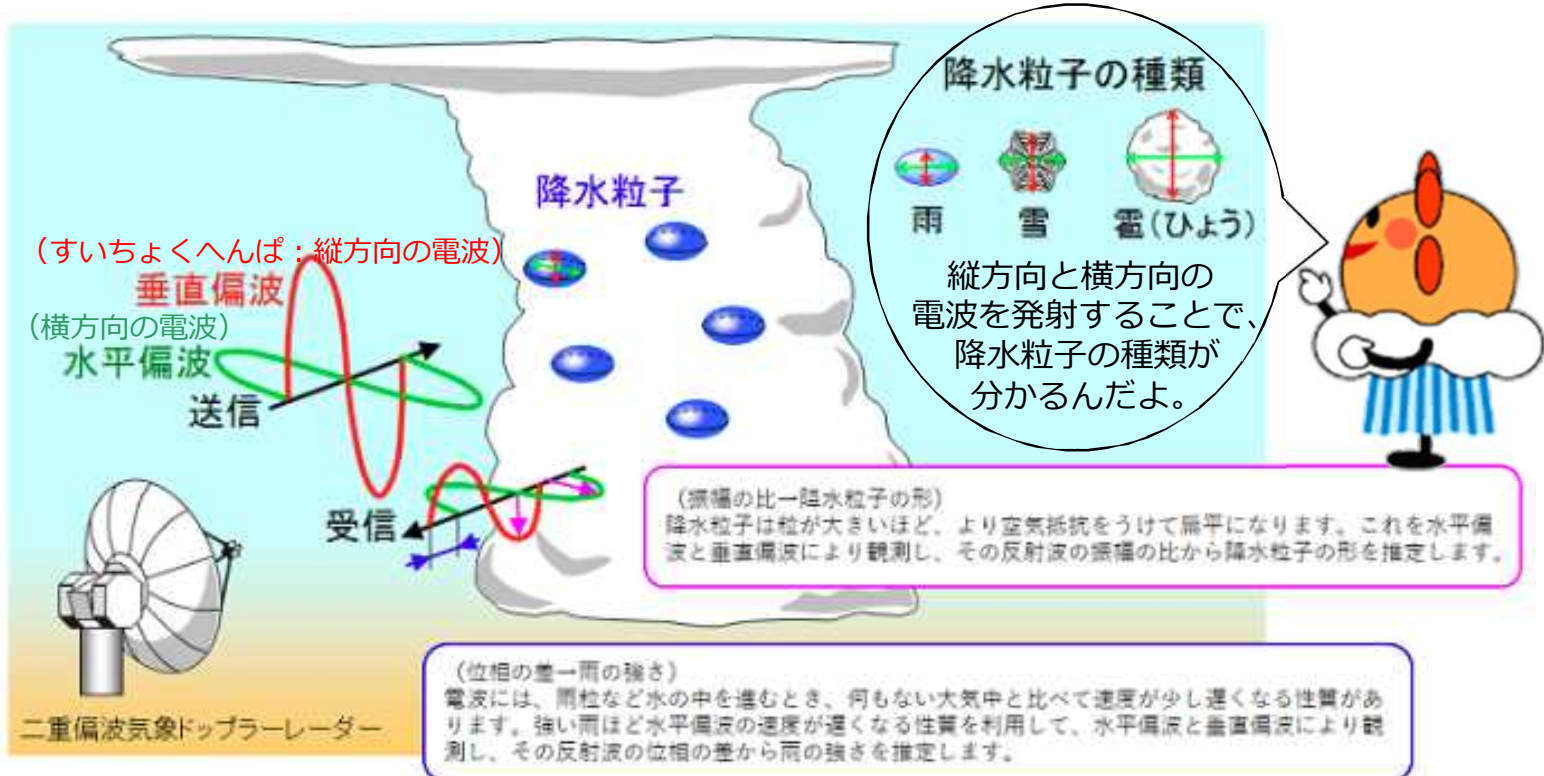 降水粒子の種類
雨
雪
雹(ひょう)
縦方向と横方向の
電波を発射することで、
降水粒子の種類が
分かるんだよ。
降水粒子
(すいちょくへんぱ：縦方向の電波)
垂直偏波
(横方向の電波)
水平偏波
送信
受信
(振幅の比→降水粒子の形)
降水粒子は粒が大きいほど、より空気抵抗をうけて扁平になります。これを水平偏
波と垂直偏波により観測し、その反射波の振幅の比から降水粒子の形を推定します。
(位相の差→雨の強さ)
電波には、雨粒など水の中を進むとき、何もない大気中と比べて速度が少し遅くなる性質があ
ります。強い雨ほど水平偏波の速度が遅くなる性質を利用して、水平偏波と垂直偏波により観
測し、その反射波の位相の差から雨の強さを推定します。
二重偏波気象ドップラーレーダー